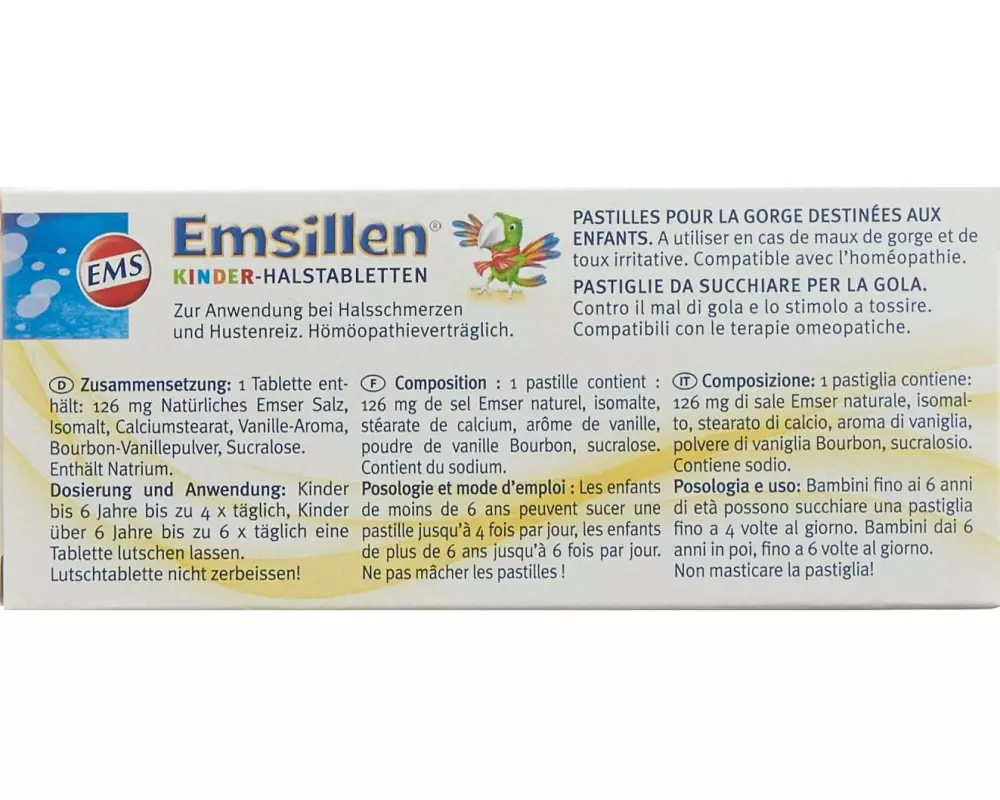 EMS
Emsillen®
KINDER-HALSTABLETTEN
Zur Anwendung bei Halsschmerzen
und Hustenreiz. Hömöopathieverträglich.
PASTILLES POUR LA GORGE DESTINÉES AUX
ENFANTS. A utiliser en cas de maux de gorge et de
toux irritative. Compatible avec l'homéopathie.
PASTIGLIE DA SUCCHIARE PER LA GOLA.
Contro il mal di gola e lo stimolo a tossire.
Compatibili con le terapie omeopatiche.
D Zusammensetzung: 1 Tablette ent-
hält: 126 mg Natürliches Emser Salz,
Isomalt, Calciumstearat, Vanille-Aroma,
Bourbon-Vanillepulver, Sucralose.
Enthält Natrium.
Dosierung und Anwendung: Kinder
bis 6 Jahre bis zu 4 x täglich, Kinder
über 6 Jahre bis zu 6 x täglich eine
Tablette lutschen lassen.
Lutschtablette nicht zerbeissen!
F Composition : 1 pastille contient :
126 mg de sel Emser naturel, isomalte,
stéarate de calcium, arôme de vanille,
poudre de vanille Bourbon, sucralose.
Contient du sodium.
Posologie et mode d'emploi : Les enfants
de moins de 6 ans peuvent sucer une
pastille jusqu'à 4 fois par jour, les enfants
de plus de 6 ans jusqu'à 6 fois par jour.
Ne pas mâcher les pastilles !
IT Composizione: 1 pastiglia contiene:
126 mg di sale Emser naturale, isomal-
to, stearato di calcio, aroma di vaniglia,
polvere di vaniglia Bourbon, sucralosio.
Contiene sodio.
Posologia e uso: Bambini fino ai 6 anni
di età possono succhiare una pastiglia
fino a 4 volte al giorno. Bambini dai 6
anni in poi, fino a 6 volte al giorno.
Non masticare la pastiglia!